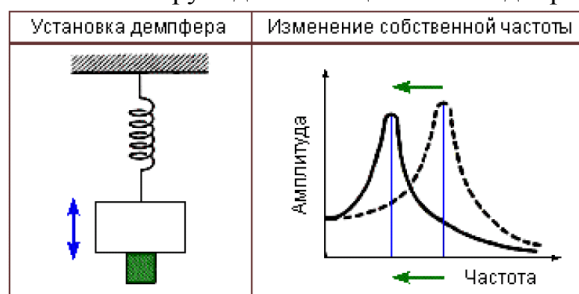 Установка демпфера
Изменение собственной частоты
Амплитуда
Частота